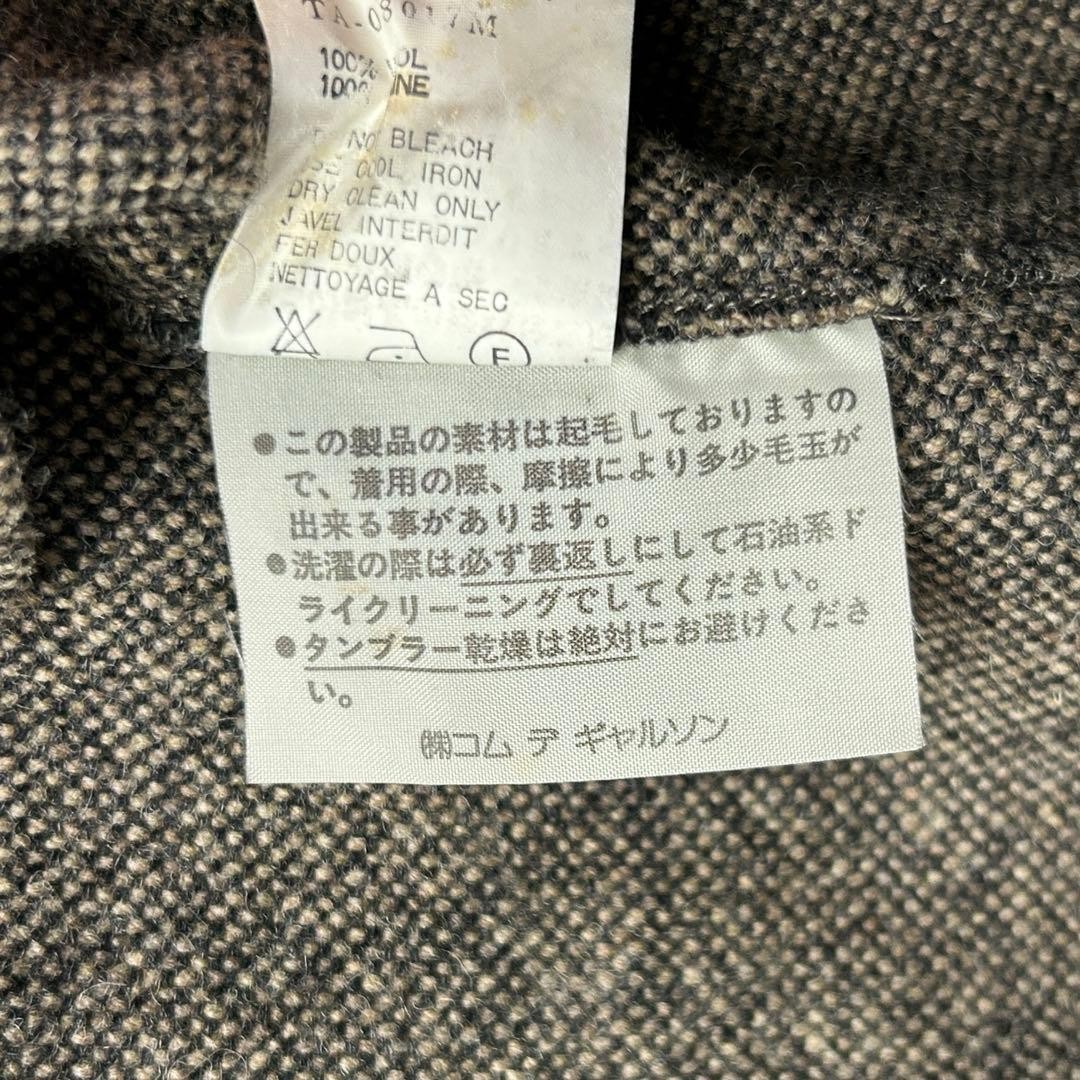 100% 
100% 
BLEACH
COOL IRON
DRY CLEAN ONLY
JAVEL INTERDIT
FER DOUX
NETTOYAGE A SEC
●この製品の素材は起毛しておりますの
で、着用の際、摩擦により多少毛玉が
出来る事があります。
●洗濯の際は必ず裏返しにして石油系ド
ライクリーニングでしてください。
●タンブラー乾燥は絶対にお避けくださ
い。
㈱コム デ ギャルソン